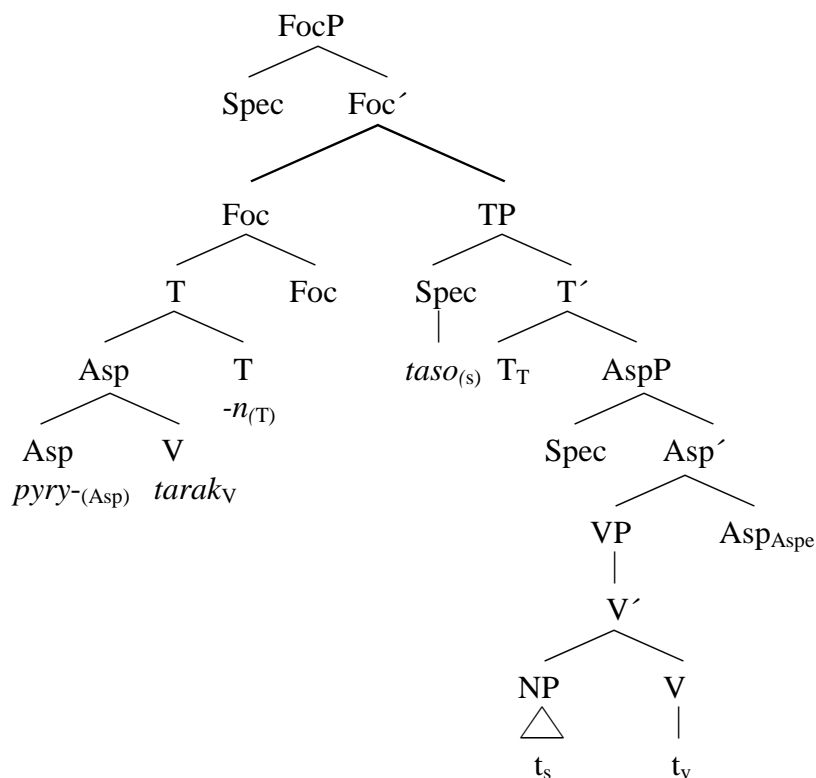 FocP
Spec Foc´
Foc TP
T Foc Spec T´
Asp T taso(s) TT AspP
-n(T)
Asp V Spec Asp´
pyry-(Asp) tarakV
VP AspAspe
V´
NP V
ts tv